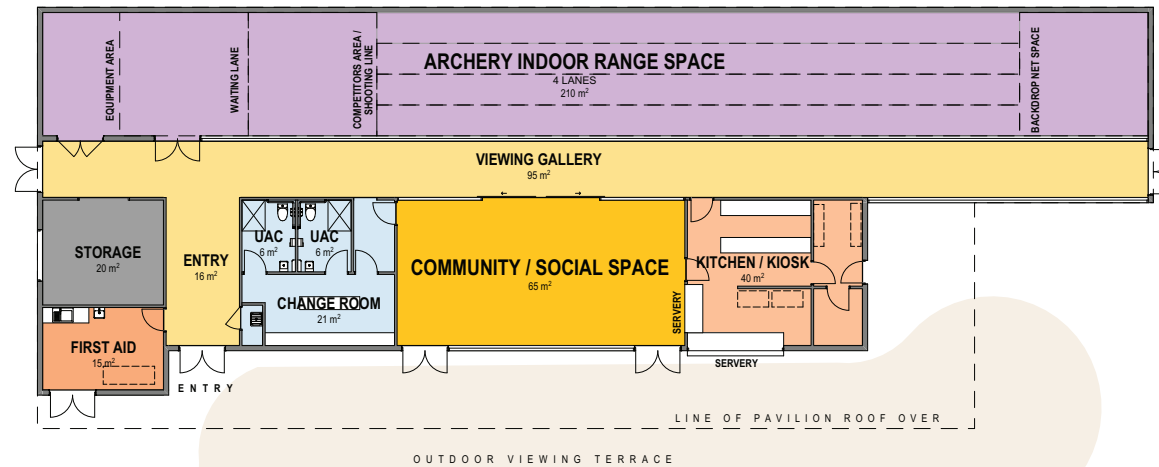 EQUIPMENT AREA
WAITING LANE
COMPETITORS AREA /
SHOOTING LINE
ARCHERY INDOOR RANGE SPACE
4 LANES
210 m²
BACKDROP NET SPACE
VIEWING GALLERY
95 m²
STORAGE
20 m²
ENTRY
16 m²
UAC
6 m²
UAC
6 m²
CHANGE ROOM
21 m²
COMMUNITY / SOCIAL SPACE
65 m²
SERVERY
KITCHEN / KIOSK
40 m²
FIRST AID
15 m²
ENTRY
SERVERY
LINE OF PAVILION ROOF OVER
OUTDOOR VIEWING TERRACE